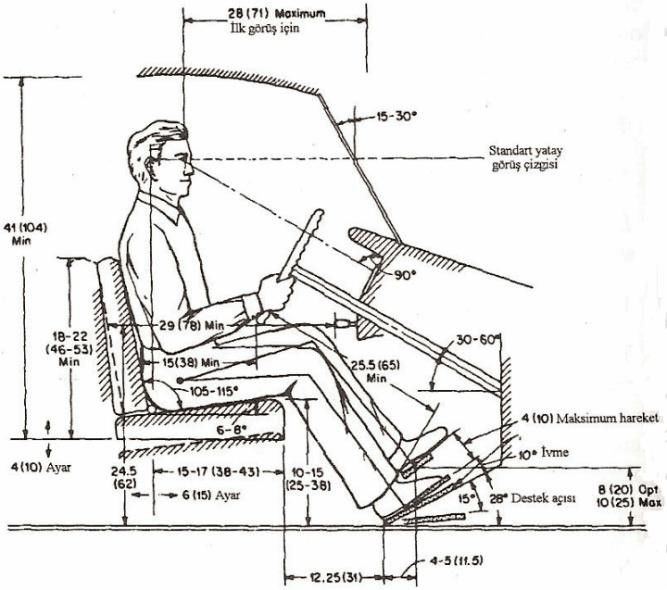 28 (71) Maximum
İlk görüş için
15-30°
Standart yatay
görüş çizgisi
41 (104)
Min
90°
18-22
(46-53)
Min
29 (78) Min
30-60°
15(38) Min
25.5 (65)
Min
105-115°
4 (10) Maksimum hareket
6-8°
10° İvme
4 (10) Ayar
24.5
(62)
15-17 (38-43)
10-15
(25-38)
6 (15) Ayar
15°
28° Destek açısı
8 (20) Opt
10 (25) Max
4-5 (11.5)
12.25 (31)